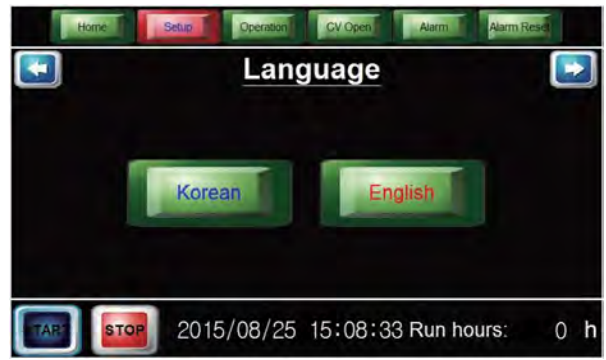 Home Setup Operation CV Open Alarm Alarm Reset
Language
Korean English
START STOP 2015/08/25 15:08:33 Run hours: 0 h